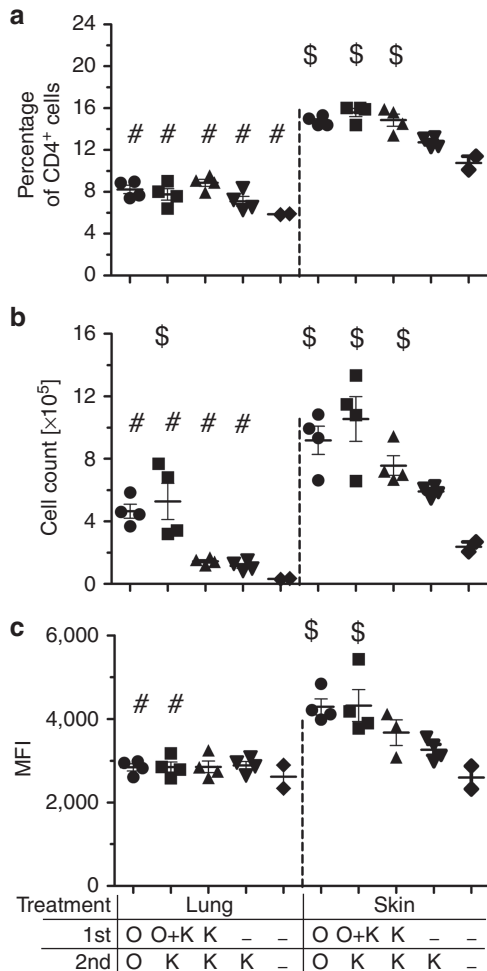 a
24
20
16
12
8
4
0
Percentage
of CD4⁺ cells
# # # # #
$ $ $
b
16
12
8
4
0
Cell count [×10⁵]
$
# # # #
$ $ $
c
6,000
4,000
2,000
0
MFI
# #
$ $
Treatment Lung Skin
1st O O+K K – – O O+K K – –
2nd O K K K – O K K K –